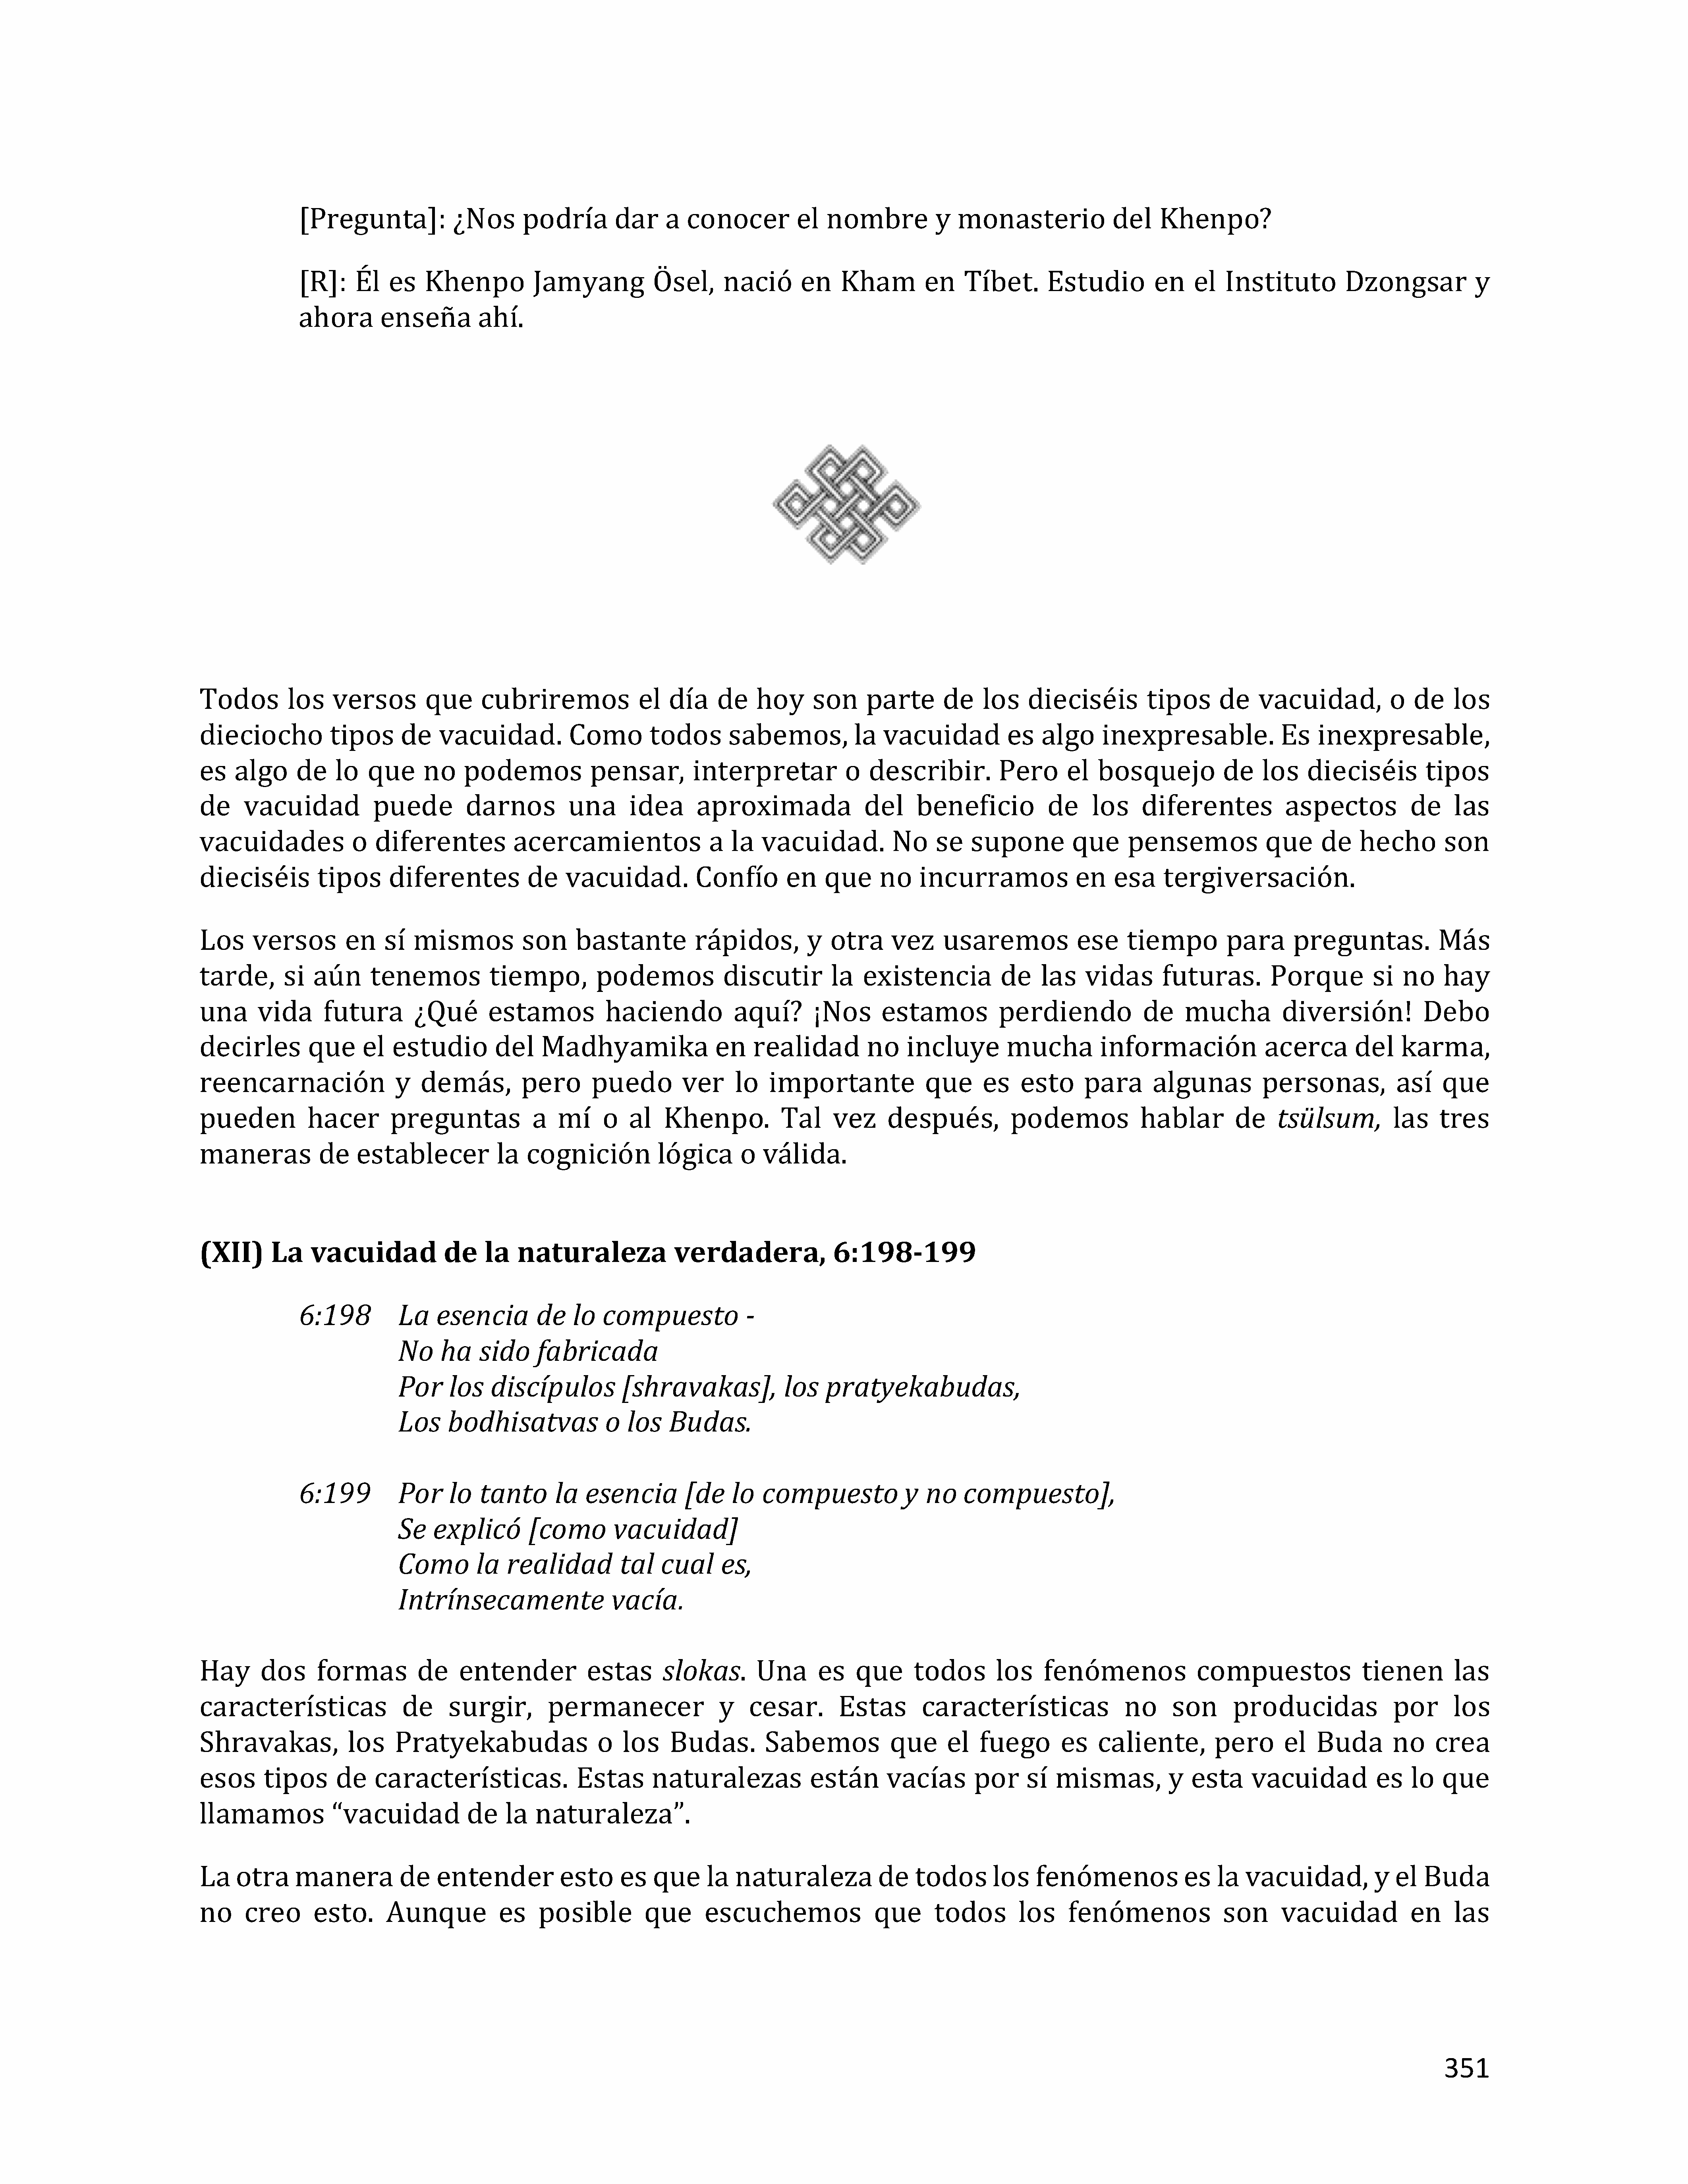 [Pregunta]: ¿Nos podría dar a conocer el nombre y monasterio del Khenpo?
[R]: Él es Khenpo Jamyang Ösel, nació en Kham en Tíbet. Estudio en el Instituto Dzongsar y
ahora enseña ahí.
Todos los versos que cubriremos el día de hoy son parte de los dieciséis tipos de vacuidad, o de los
dieciocho tipos de vacuidad. Como todos sabemos, la vacuidad es algo inexpresable. Es inexpresable,
es algo de lo que no podemos pensar, interpretar o describir. Pero el bosquejo de los dieciséis tipos
de vacuidad puede darnos una idea aproximada del beneficio de los diferentes aspectos de las
vacuidades o diferentes acercamientos a la vacuidad. No se supone que pensemos que de hecho son
dieciséis tipos diferentes de vacuidad. Confío en que no incurramos en esa tergiversación.
Los versos en sí mismos son bastante rápidos, y otra vez usaremos ese tiempo para preguntas. Más
tarde, si aún tenemos tiempo, podemos discutir la existencia de las vidas futuras. Porque si no hay
una vida futura ¿Qué estamos haciendo aquí? ¡Nos estamos perdiendo de mucha diversión! Debo
decirles que el estudio del Madhyamika en realidad no incluye mucha información acerca del karma,
reencarnación y demás, pero puedo ver lo importante que es esto para algunas personas, así que
pueden hacer preguntas a mí o al Khenpo. Tal vez después, podemos hablar de tsülsum, las tres
maneras de establecer la cognición lógica o válida.
(XII) La vacuidad de la naturaleza verdadera, 6:198-199
6:198 La esencia de lo compuesto -
No ha sido fabricada
Por los discípulos [shravakas], los pratyekabudas,
Los bodhisatvas o los Budas.
6:199 Por lo tanto la esencia [de lo compuesto y no compuesto],
Se explicó [como vacuidad]
Como la realidad tal cual es,
Intrínsecamente vacía.
Hay dos formas de entender estas slokas. Una es que todos los fenómenos compuestos tienen las
características de surgir, permanecer y cesar. Estas características no son producidas por los
Shravakas, los Pratyekabudas o los Budas. Sabemos que el fuego es caliente, pero el Buda no crea
esos tipos de características. Estas naturalezas están vacías por sí mismas, y esta vacuidad es lo que
llamamos “vacuidad de la naturaleza”.
La otra manera de entender esto es que la naturaleza de todos los fenómenos es la vacuidad, y el Buda
no creo esto. Aunque es posible que escuchemos que todos los fenómenos son vacuidad en las
351